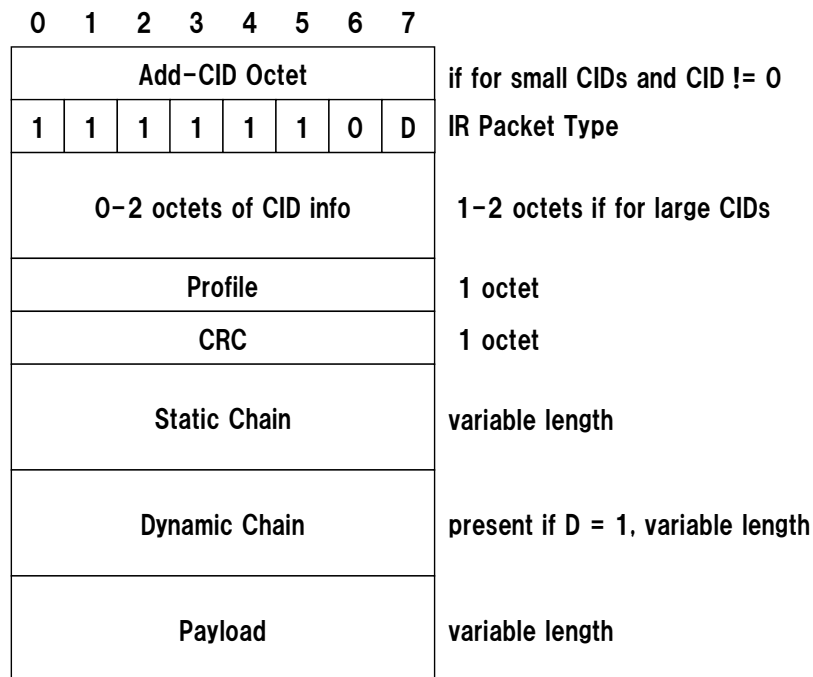 0 1 2 3 4 5 6 7
Add-CID Octet if for small CIDs and CID != 0
1 1 1 1 1 1 0 D IR Packet Type
0-2 octets of CID info 1-2 octets if for large CIDs
Profile 1 octet
CRC 1 octet
Static Chain variable length
Dynamic Chain present if D = 1, variable length
Payload variable length